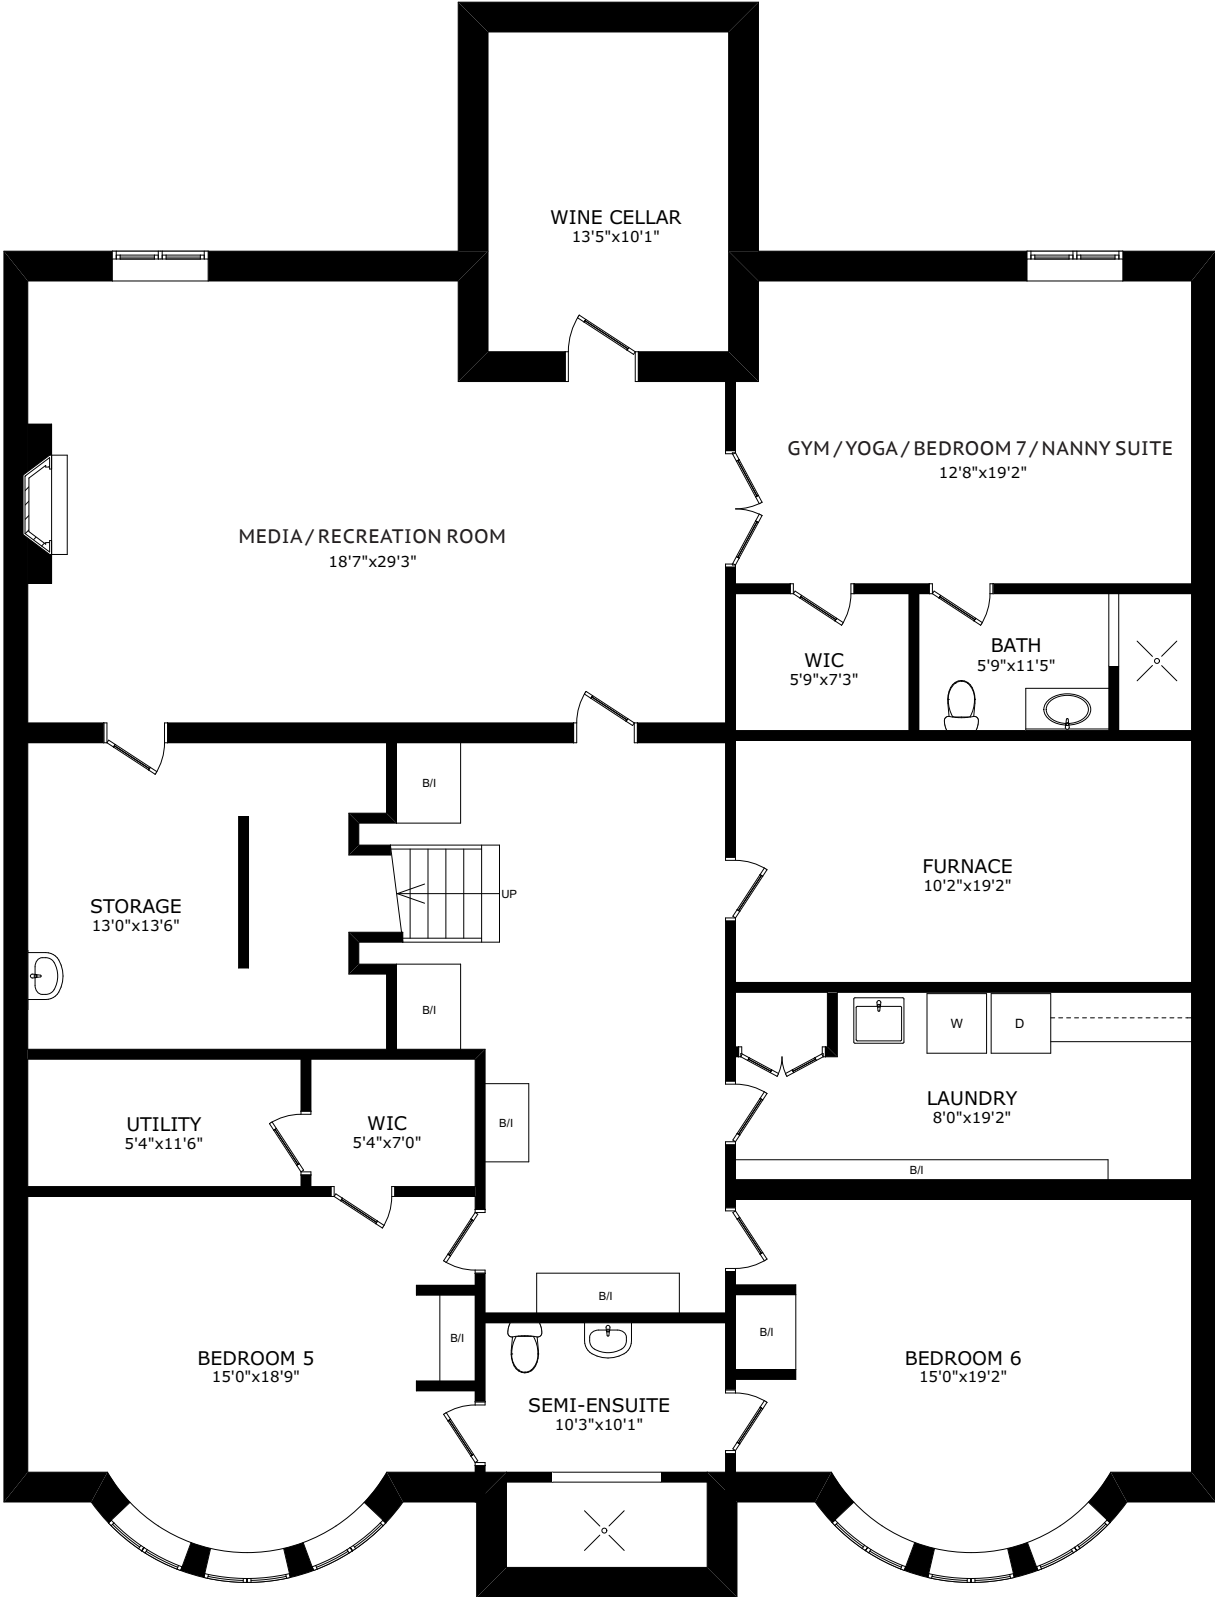 WINE CELLAR
13'5"x10'1"
GYM / YOGA / BEDROOM 7 / NANNY SUITE
12'8"x19'2"
MEDIA / RECREATION ROOM
18'7"x29'3"
WIC
5'9"x7'3"
BATH
5'9"x11'5"
B/I
STORAGE
13'0"x13'6"
UP
FURNACE
10'2"x19'2"
B/I
W
D
LAUNDRY
8'0"x19'2"
B/I
UTILITY
5'4"x11'6"
WIC
5'4"x7'0"
B/I
B/I
BEDROOM 5
15'0"x18'9"
B/I
B/I
BEDROOM 6
15'0"x19'2"
SEMI-ENSUITE
10'3"x10'1"